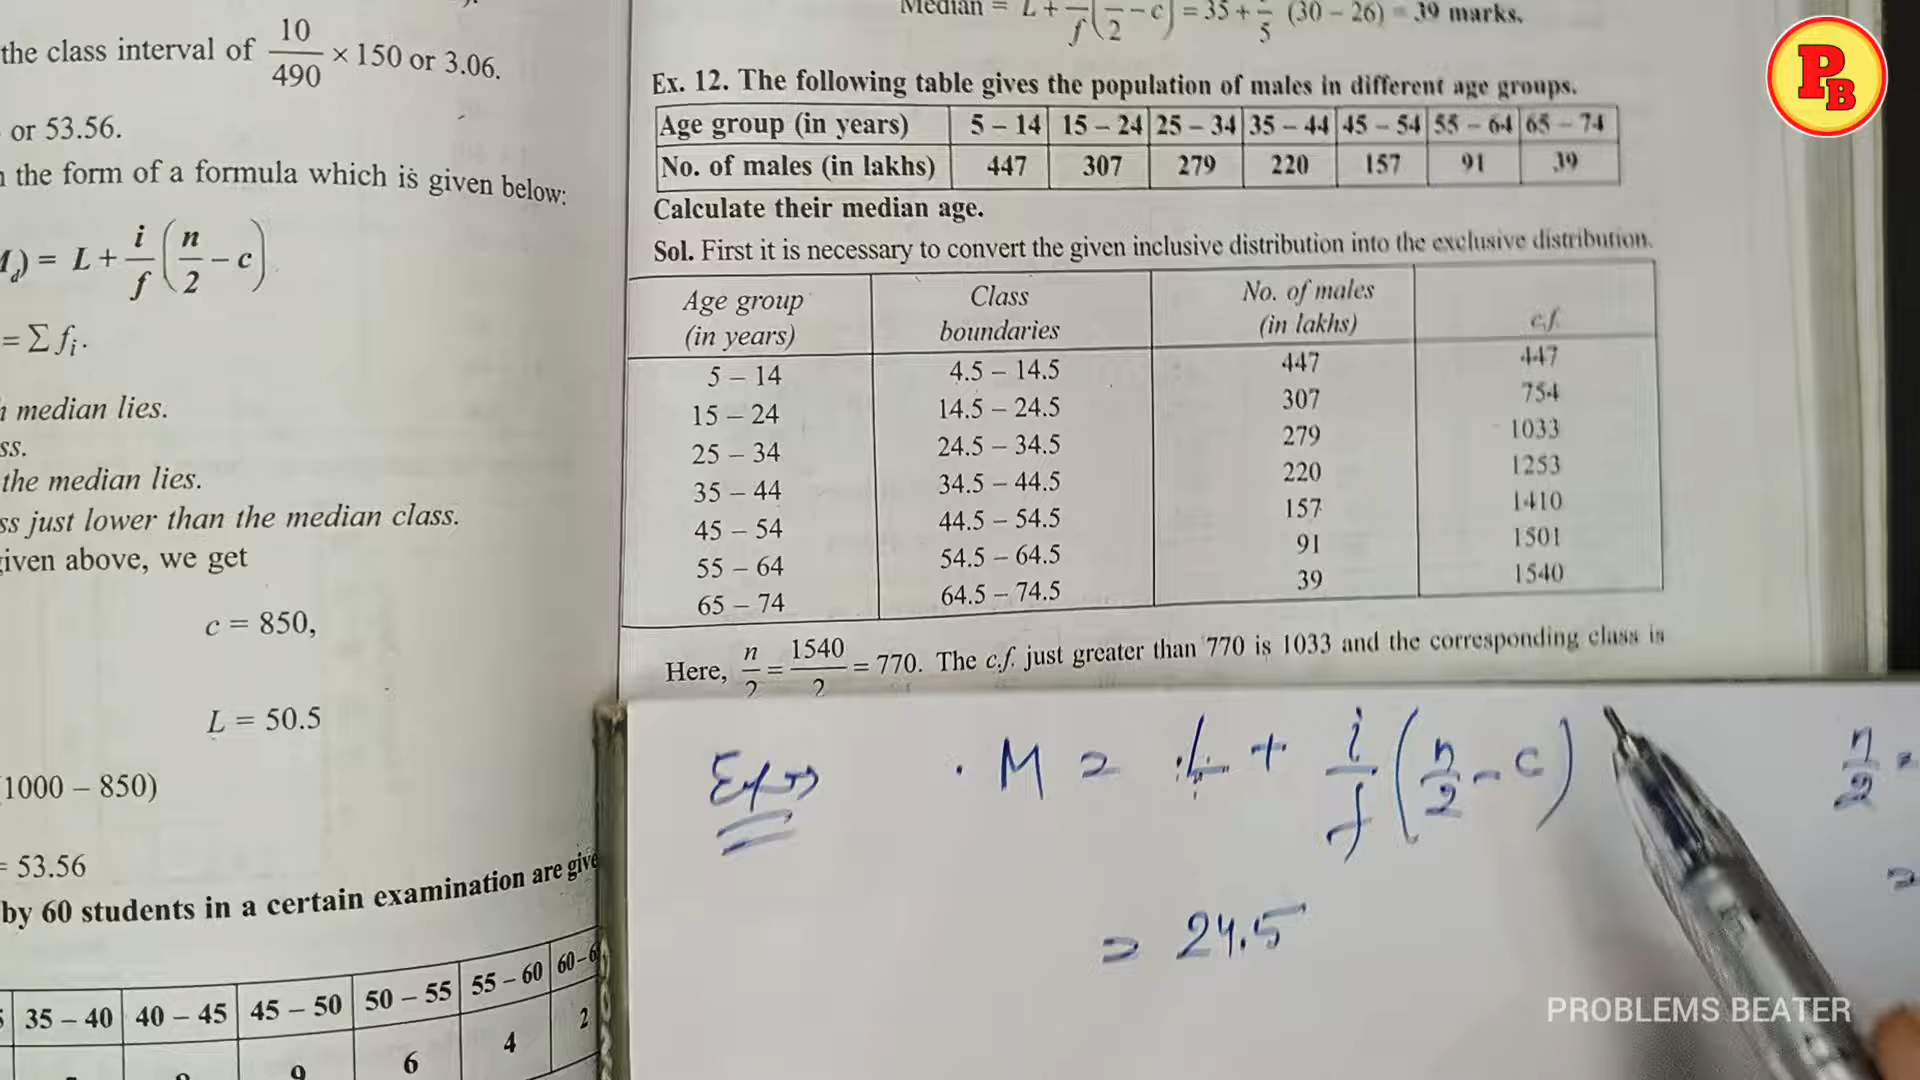 the class interval of 10/490 × 150 or 3.06.
or 53.56.
the form of a formula which is given below:
= L + i/f (n/2 − c)
= Σ fᵢ.
median lies.
ss.
the median lies.
ss just lower than the median class.
given above, we get
c = 850,
L = 50.5
(1000 – 850)
= 53.56
by 60 students in a certain examination are give
35 – 40 40 – 45 45 – 50 50 – 55 55 – 60 60–6
9 6 4 2
Median = L + i/f (n/2 − c) = 35 + /5 (30 – 26) = 39 marks.
Ex. 12. The following table gives the population of males in different age groups.
Age group (in years) 5 – 14 15 – 24 25 – 34 35 – 44 45 – 54 55 – 64 65 – 74
No. of males (in lakhs) 447 307 279 220 157 91 39
Calculate their median age.
Sol. First it is necessary to convert the given inclusive distribution into the exclusive distribution.
Age group (in years) Class boundaries No. of males (in lakhs) c.f.
5 – 14 4.5 – 14.5 447 447
15 – 24 14.5 – 24.5 307 754
25 – 34 24.5 – 34.5 279 1033
35 – 44 34.5 – 44.5 220 1253
45 – 54 44.5 – 54.5 157 1410
55 – 64 54.5 – 64.5 91 1501
65 – 74 64.5 – 74.5 39 1540
Here, n/2 = 1540/2 = 770. The c.f. just greater than 770 is 1033 and the corresponding class is
M = L + i/f (n/2 − c) n/2 =
= 24.5 =
PB
PROBLEMS BEATER